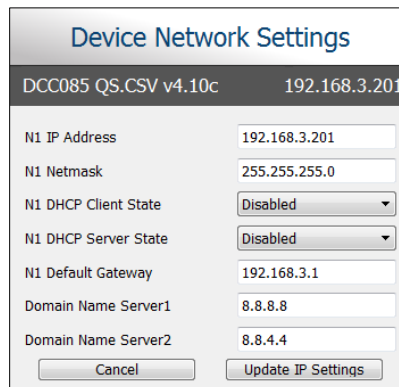 Device Network Settings
DCC085 QS.CSV v4.10c 192.168.3.201
N1 IP Address 192.168.3.201
N1 Netmask 255.255.255.0
N1 DHCP Client State Disabled
N1 DHCP Server State Disabled
N1 Default Gateway 192.168.3.1
Domain Name Server1 8.8.8.8
Domain Name Server2 8.8.4.4
Cancel Update IP Settings